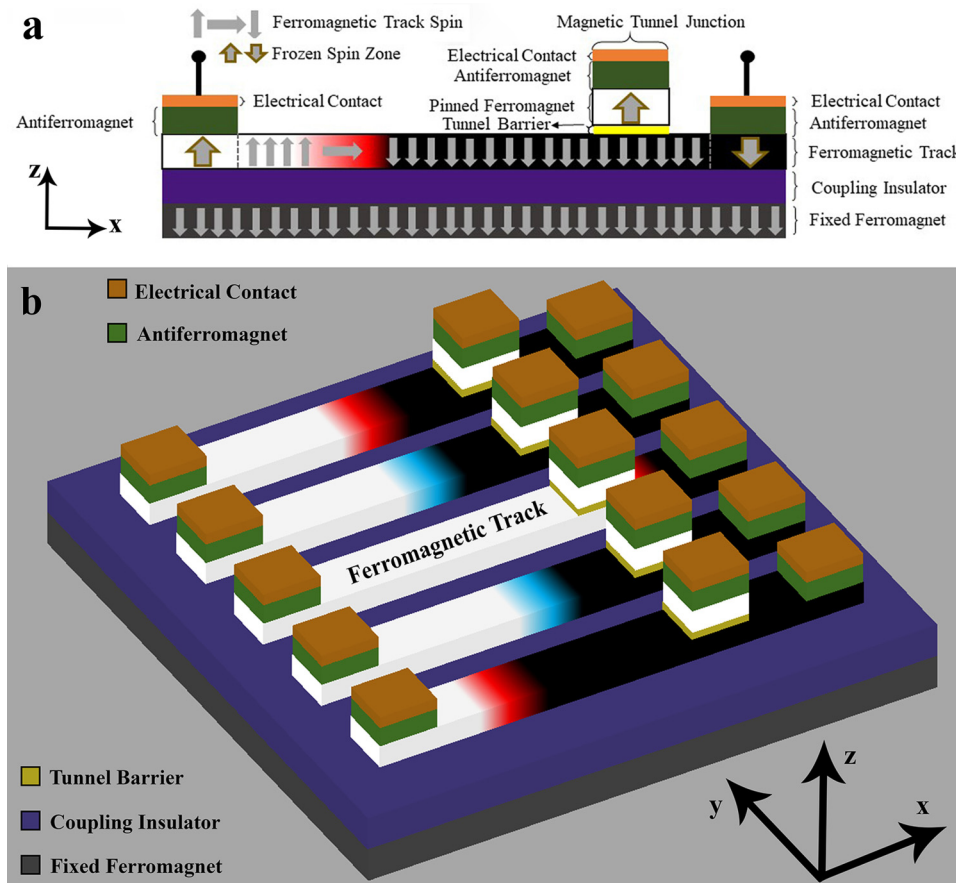 a
Ferromagnetic Track Spin
Frozen Spin Zone
Magnetic Tunnel Junction
Electrical Contact
Antiferromagnet
Pinned Ferromagnet
Tunnel Barrier
Electrical Contact
Antiferromagnet
Electrical Contact
Antiferromagnet
Ferromagnetic Track
Coupling Insulator
Fixed Ferromagnet
z
x
b
Electrical Contact
Antiferromagnet
Ferromagnetic Track
Tunnel Barrier
Coupling Insulator
Fixed Ferromagnet
z
y
x